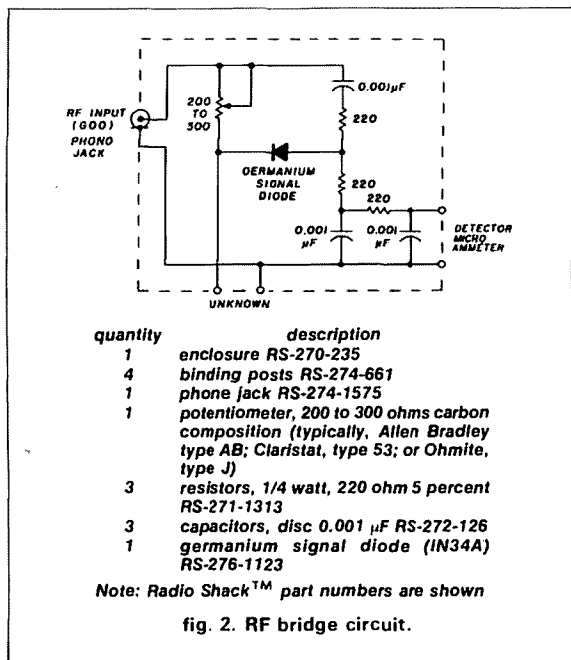 RF INPUT
(GDO)
PHONO
JACK
200
TO
300
0.001µF
220
GERMANIUM
SIGNAL
DIODE
220
220
0.001
µF
0.001
µF
DETECTOR
MICRO
AMMETER
UNKNOWN
quantity description
1 enclosure RS-270-235
4 binding posts RS-274-661
1 phone jack RS-274-1575
1 potentiometer, 200 to 300 ohms carbon
composition (typically, Allen Bradley
type AB; Claristat, type 53; or Ohmite,
type J)
3 resistors, 1/4 watt, 220 ohm 5 percent
RS-271-1313
3 capacitors, disc 0.001 µF RS-272-126
1 germanium signal diode (IN34A)
RS-276-1123
Note: Radio Shack™ part numbers are shown
fig. 2. RF bridge circuit.